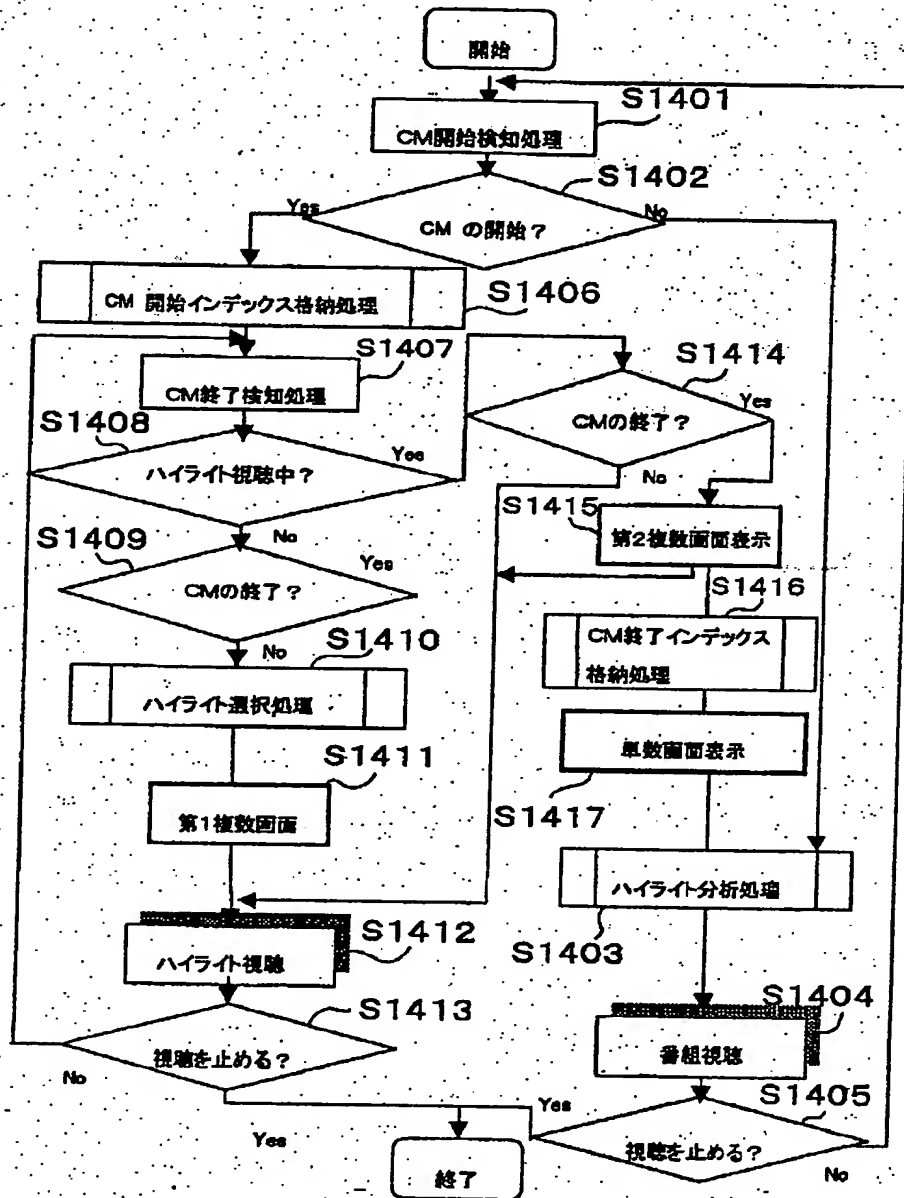 開始
S1401
CM開始検知処理
S1402
Yes
No
CM の開始？
CM 開始インデックス格納処理
S1406
S1407
CM終了検知処理
S1414
CMの終了？
Yes
No
S1408
ハイライト視聴中？
Yes
No
S1415
第2複数画面表示
S1409
CMの終了？
Yes
No
S1416
CM終了インデックス
格納処理
S1410
ハイライト選択処理
単数画面表示
S1417
S1411
第1複数画面
ハイライト分析処理
S1403
S1412
ハイライト視聴
S1404
番組視聴
S1413
視聴を止める？
No
Yes
S1405
視聴を止める？
Yes
No
終了